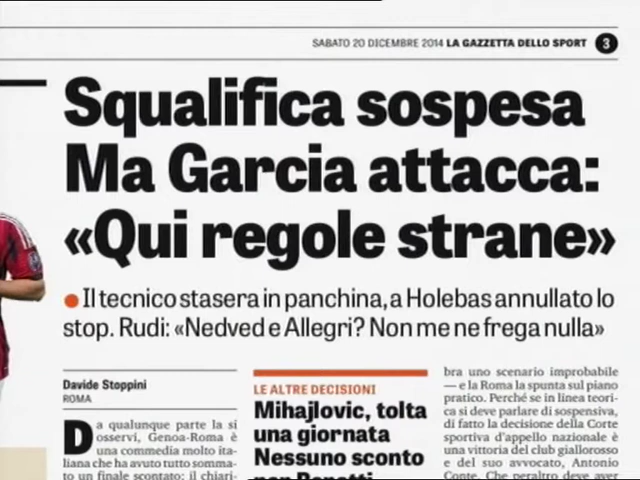 SABATO 20 DICEMBRE 2014 LA GAZZETTA DELLO SPORT 3
Squalifica sospesa
Ma Garcia attacca:
«Qui regole strane»
● Il tecnico stasera in panchina, a Holebas annullato lo
stop. Rudi: «Nedved e Allegri? Non me ne frega nulla»
Davide Stoppini
ROMA
Da qualunque parte la si
osservi, Genoa-Roma è
una commedia molto ita-
liana che ha avuto tutto somma-
to un finale scontato: il chiari-
LE ALTRE DECISIONI
Mihajlovic, tolta
una giornata
Nessuno sconto
per Perotti
bra uno scenario improbabile
— e la Roma la spunta sul piano
pratico. Perché se in linea teori-
ca si deve parlare di sospensiva,
di fatto la decisione della Corte
sportiva d'appello nazionale è
una vittoria del club giallorosso
e del suo avvocato, Antonio
Conte. Che peraltro deve aver